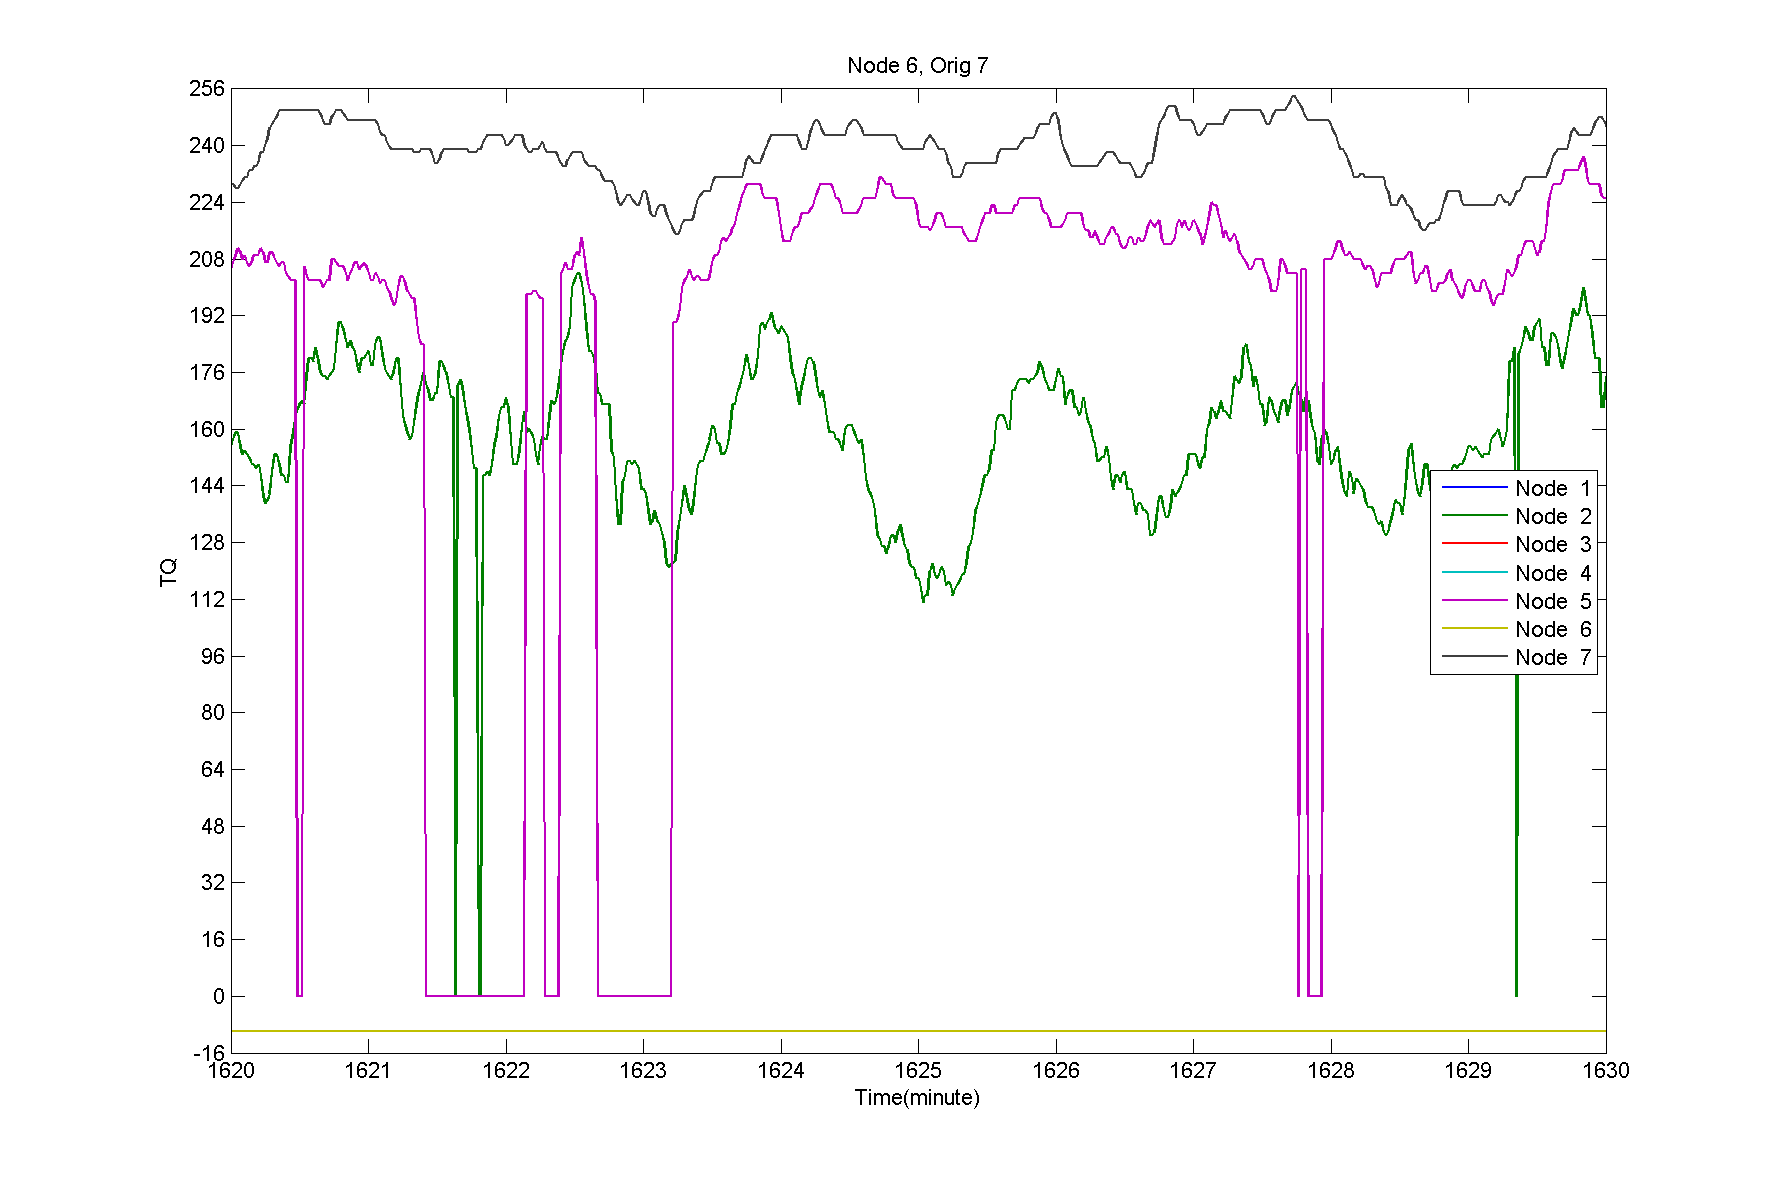 Node 6, Orig 7
256
240
224
208
192
176
160
144
128
112
96
80
64
48
32
16
0
-16
TQ
Node 1
Node 2
Node 3
Node 4
Node 5
Node 6
Node 7
1620 1621 1622 1623 1624 1625 1626 1627 1628 1629 1630
Time(minute)